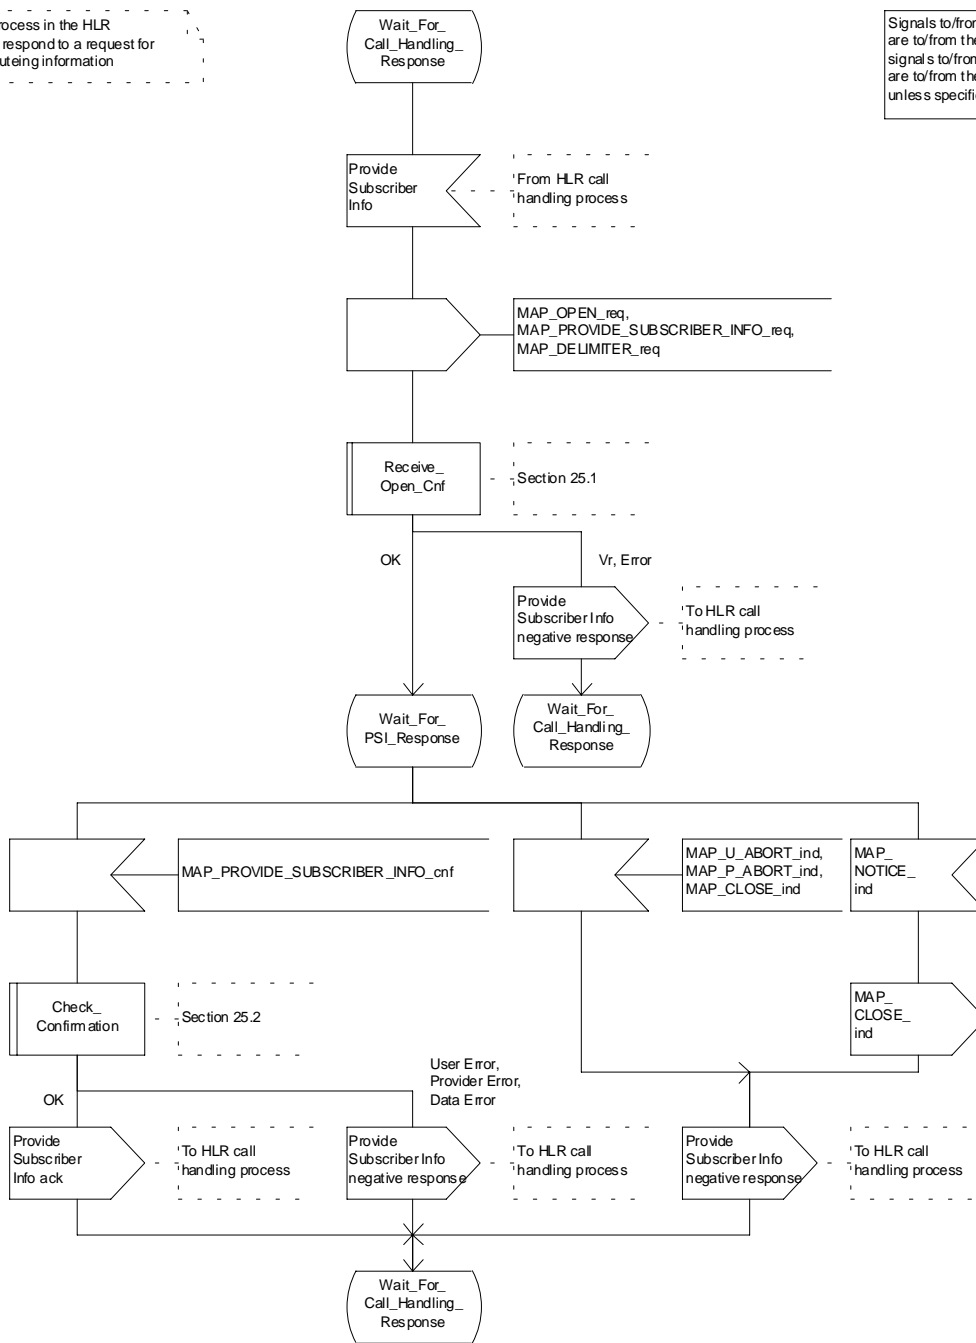 rocess in the HLR
respond to a request for
uteing information
Wait_For_
Call_Handling_
Response
Signals to/from
are to/from the
signals to/from
are to/from the
unless specifi
Provide
Subscriber
Info
From HLR call
handling process
MAP_OPEN_req,
MAP_PROVIDE_SUBSCRIBER_INFO_req,
MAP_DELIMITER_req
Receive_
Open_Cnf
Section 25.1
OK
Vr, Error
Provide
Subscriber Info
negative response
To HLR call
handling process
Wait_For_
PSI_Response
Wait_For_
Call_Handling_
Response
MAP_PROVIDE_SUBSCRIBER_INFO_cnf
MAP_U_ABORT_ind,
MAP_P_ABORT_ind,
MAP_CLOSE_ind
MAP_
NOTICE_
ind
Check_
Confirmation
Section 25.2
MAP_
CLOSE_
ind
OK
User Error,
Provider Error,
Data Error
Provide
Subscriber
Info ack
To HLR call
handling process
Provide
Subscriber Info
negative response
To HLR call
handling process
Provide
Subscriber Info
negative response
To HLR call
handling process
Wait_For_
Call_Handling_
Response